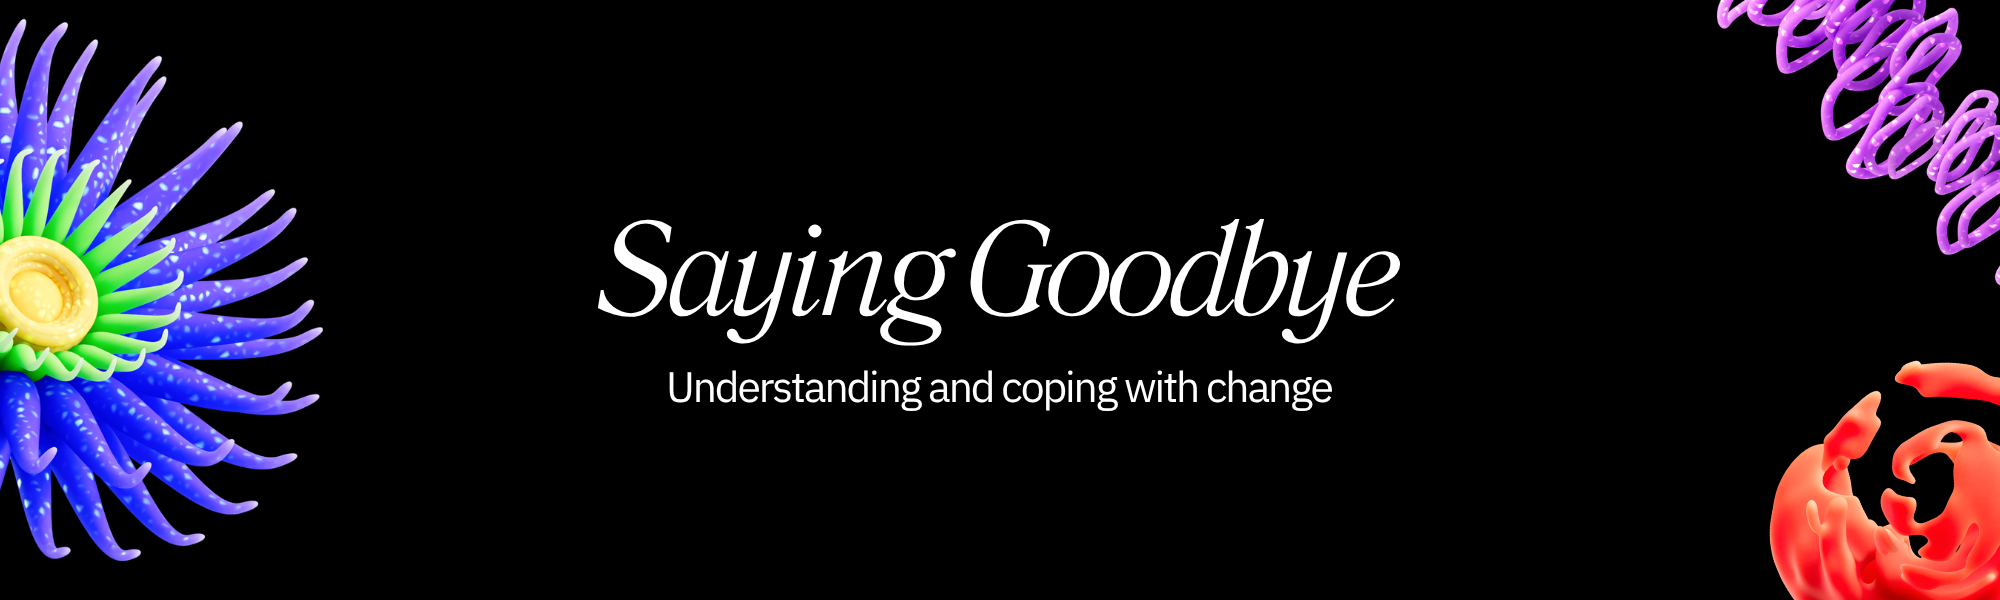 Saying Goodbye
Understanding and coping with change